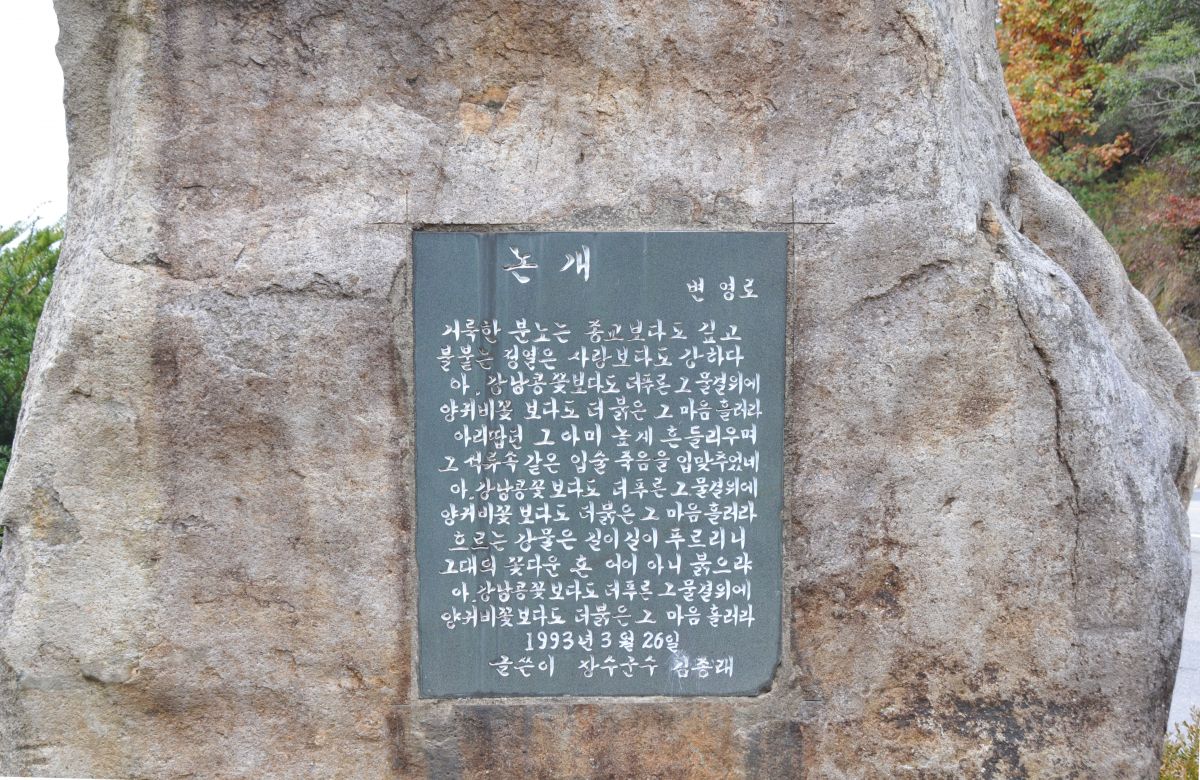 논 개
변 영로
거룩한 분노는 종교보다도 깊고
불붙는 정열은 사랑보다도 강하다
아, 강낭콩꽃보다도 더푸른 그물결위에
양귀비꽃 보다도 더 붉은 그 마음 흘러라
아리땁던 그아미 높게 흔들리우며
그 석류속 같은 입술 죽음을 입맞추었네
아, 강낭콩꽃 보다도 더푸른 그물결위에
양귀비꽃 보다도 더붉은 그 마음흘러라
흐르는 강물은 길이길이 푸르리니
그대의 꽃다운 혼 어이 아니 붉으랴
아, 강낭콩꽃보다도 더푸른 그물결위에
양귀비꽃보다도 더붉은 그 마음흘러라
1993년 3월 26일
글쓴이 장수군수 김종래